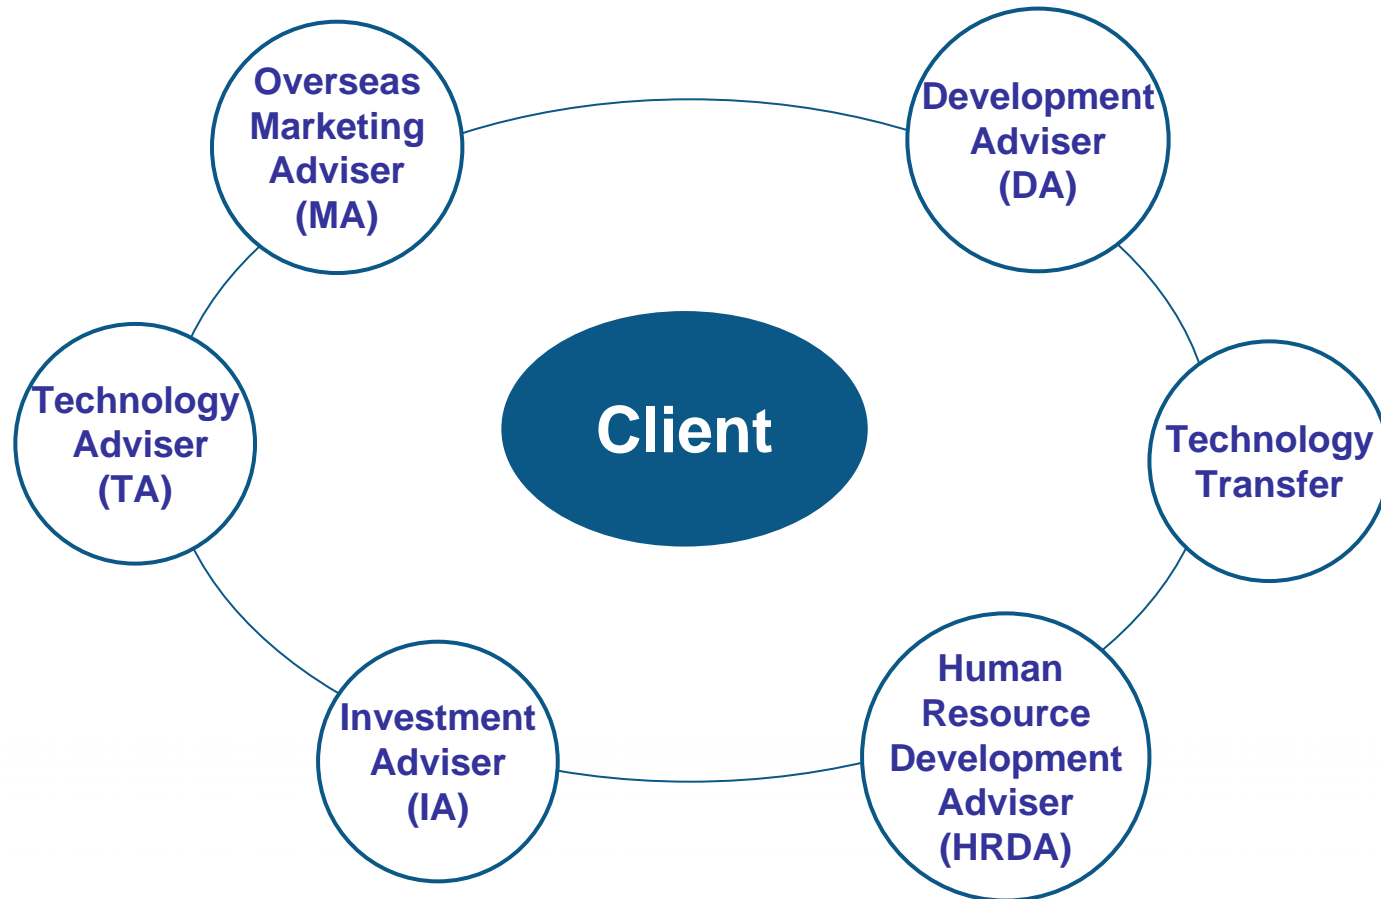 Overseas
Marketing
Adviser
(MA)
Development
Adviser
(DA)
Technology
Adviser
(TA)
Client
Technology
Transfer
Investment
Adviser
(IA)
Human
Resource
Development
Adviser
(HRDA)